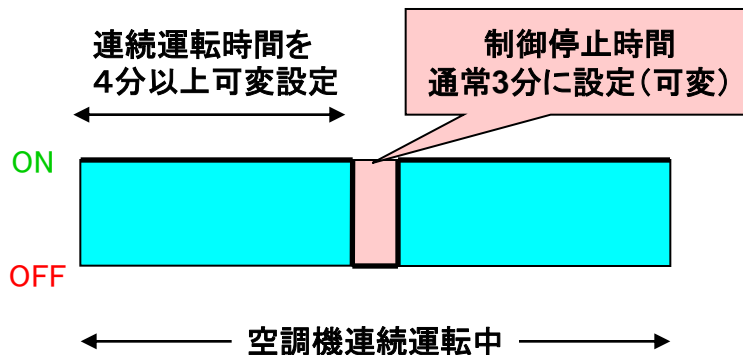 連続運転時間を
4分以上可変設定
制御停止時間
通常3分に設定(可変)
ON
OFF
空調機連続運転中